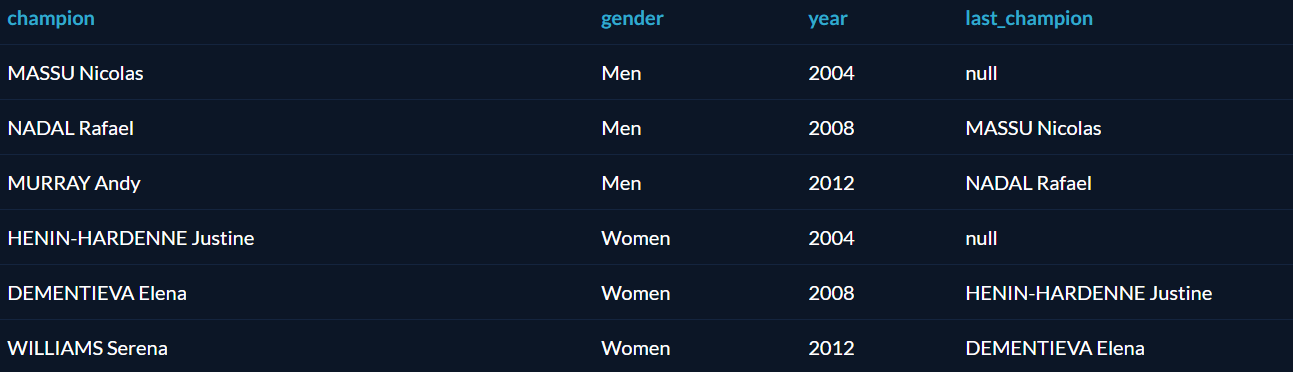 champion gender year last_champion
MASSU Nicolas Men 2004 null
NADAL Rafael Men 2008 MASSU Nicolas
MURRAY Andy Men 2012 NADAL Rafael
HENIN-HARDENNE Justine Women 2004 null
DEMENTIEVA Elena Women 2008 HENIN-HARDENNE Justine
WILLIAMS Serena Women 2012 DEMENTIEVA Elena